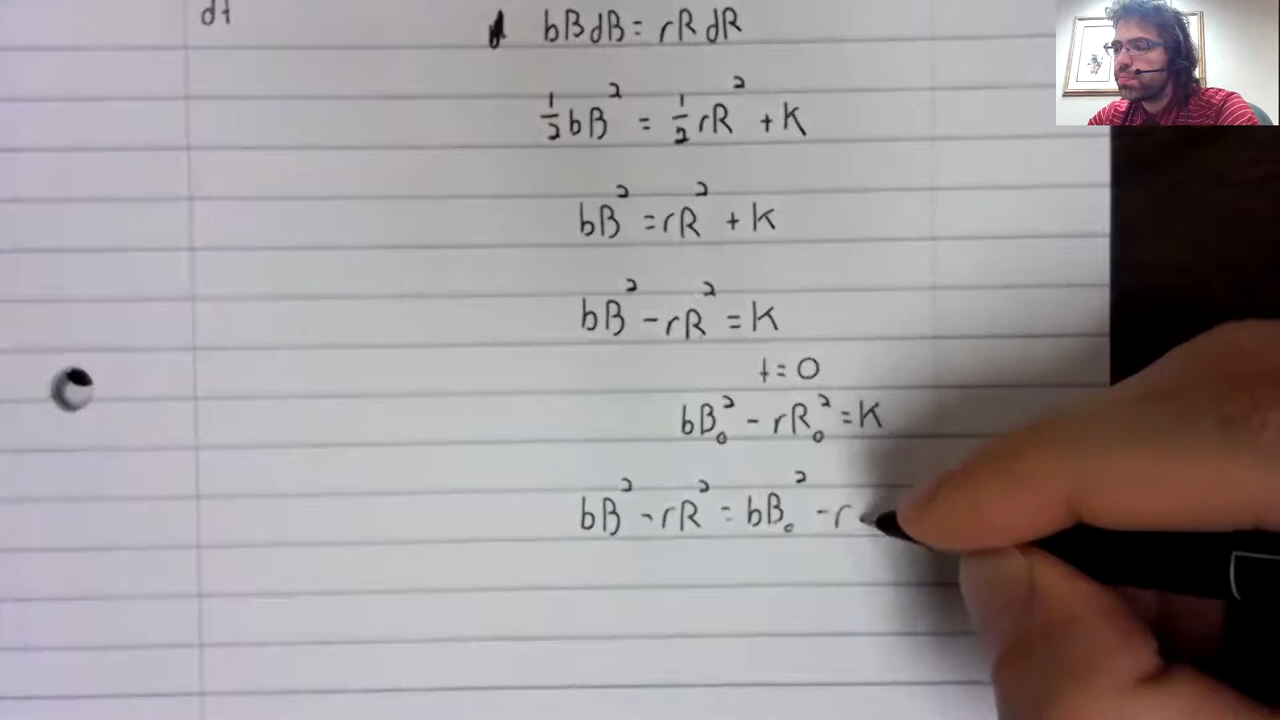 dt
bBdB = rRdR
½bB² = ½rR² + K
bB² = rR² + K
bB² - rR² = K
t = 0
bB₀² - rR₀² = K
bB² - rR² = bB₀² - r